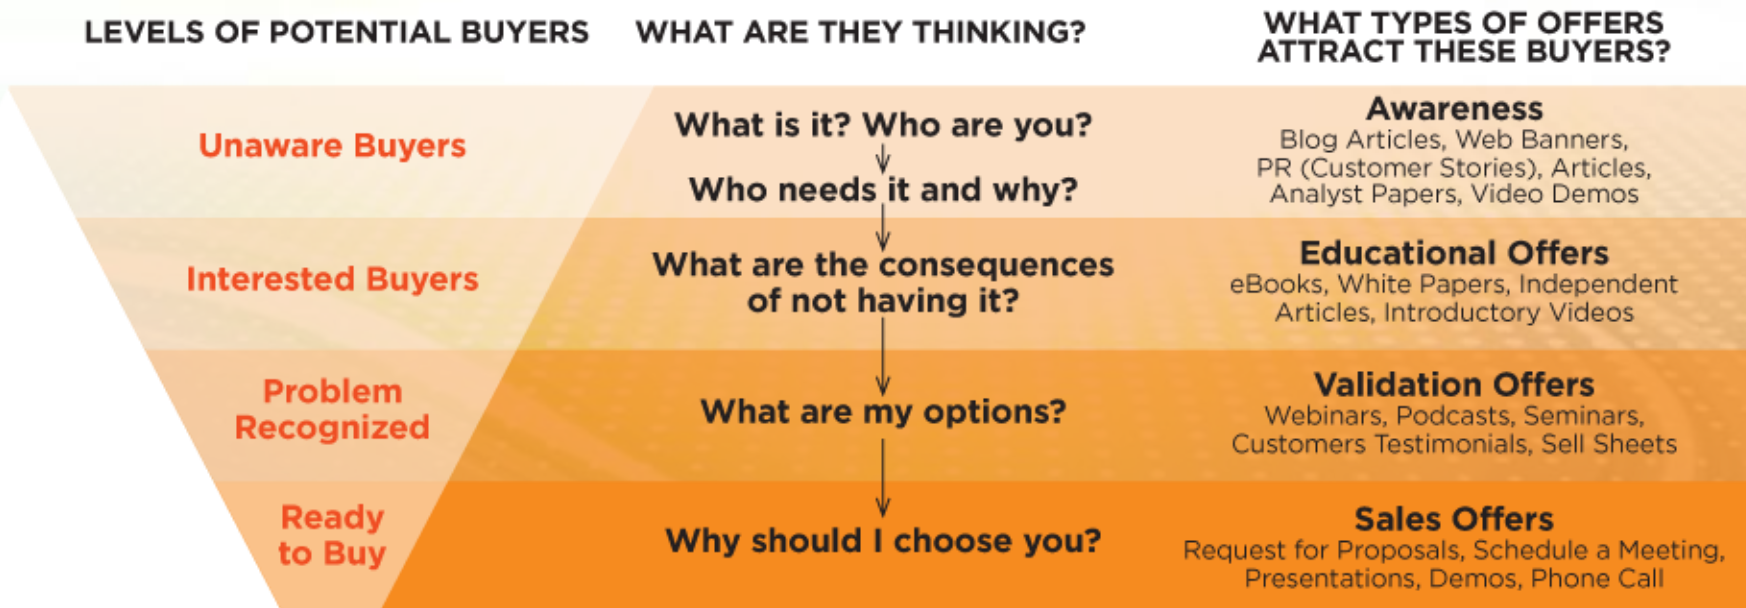 LEVELS OF POTENTIAL BUYERS
WHAT ARE THEY THINKING?
WHAT TYPES OF OFFERS
ATTRACT THESE BUYERS?
Unaware Buyers
What is it? Who are you?
Who needs it and why?
Awareness
Blog Articles, Web Banners,
PR (Customer Stories), Articles,
Analyst Papers, Video Demos
Interested Buyers
What are the consequences
of not having it?
Educational Offers
eBooks, White Papers, Independent
Articles, Introductory Videos
Problem
Recognized
What are my options?
Validation Offers
Webinars, Podcasts, Seminars,
Customers Testimonials, Sell Sheets
Ready
to Buy
Why should I choose you?
Sales Offers
Request for Proposals, Schedule a Meeting,
Presentations, Demos, Phone Call